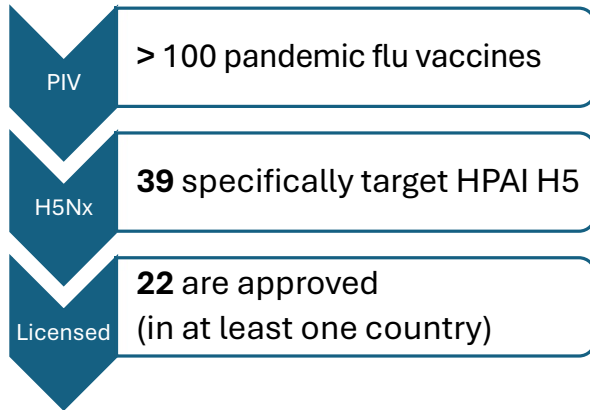 PIV
> 100 pandemic flu vaccines
H5Nx
39 specifically target HPAI H5
Licensed
22 are approved
(in at least one country)